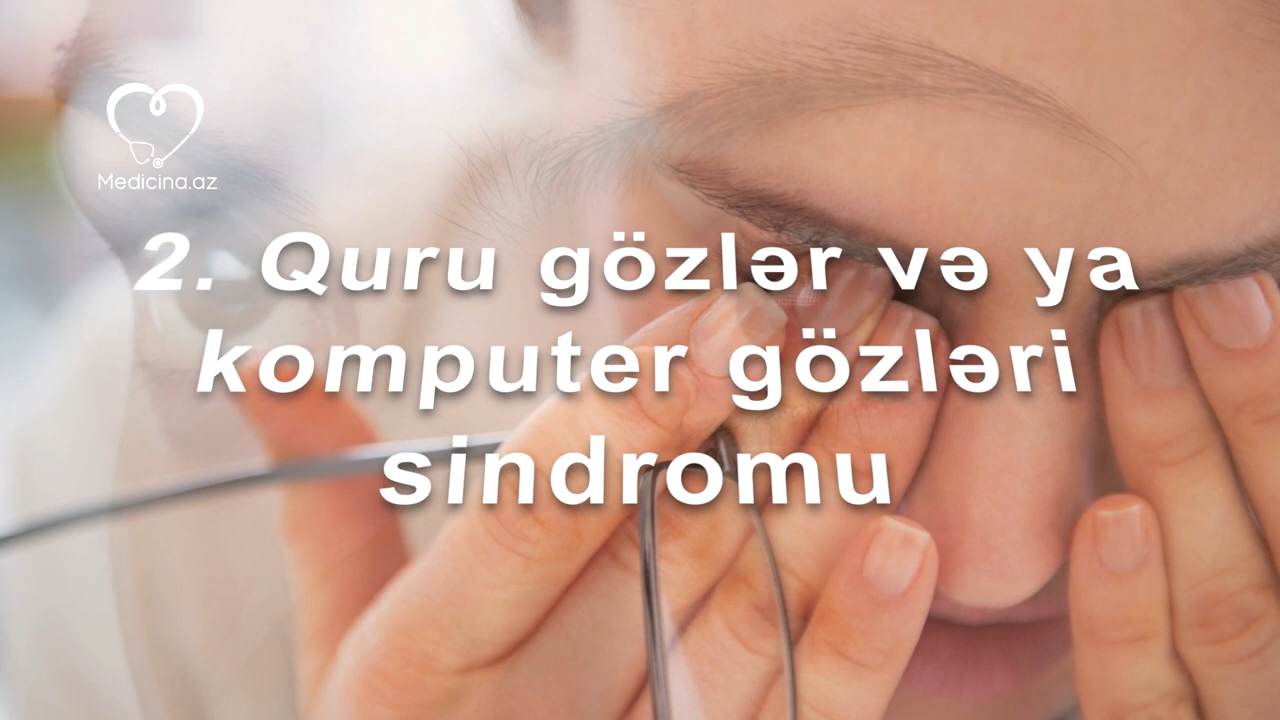 Medicina.az
2. Quru gözlər və ya
komputer gözləri
sindromu